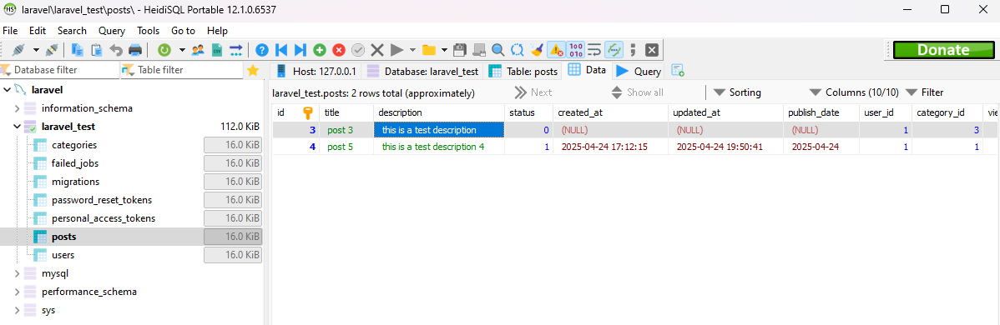 HS laravel\laravel_test\posts\ - HeidiSQL Portable 12.1.0.6537
File Edit Search Query Tools Go to Help
Donate
Database filter Table filter
Host: 127.0.0.1 Database: laravel_test Table: posts Data Query
laravel
information_schema
laravel_test 112.0 KiB
categories 16.0 KiB
failed_jobs 16.0 KiB
migrations 16.0 KiB
password_reset_tokens 16.0 KiB
personal_access_tokens 16.0 KiB
posts 16.0 KiB
users 16.0 KiB
mysql
performance_schema
sys
laravel_test.posts: 2 rows total (approximately) Next Show all Sorting Columns (10/10) Filter
id title description status created_at updated_at publish_date user_id category_id vie
3 post 3 this is a test description 0 (NULL) (NULL) (NULL) 1 3
4 post 5 this is a test description 4 1 2025-04-24 17:12:15 2025-04-24 19:50:41 2025-04-24 1 1